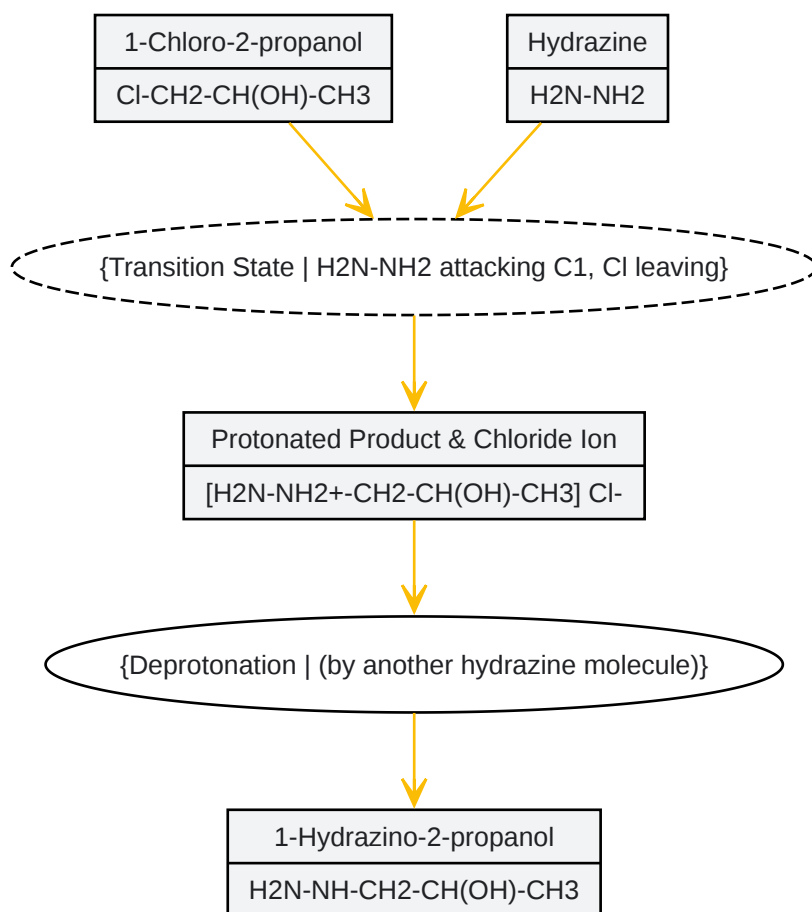 1-Chloro-2-propanol
Cl-CH2-CH(OH)-CH3
Hydrazine
H2N-NH2
{Transition State | H2N-NH2 attacking C1, Cl leaving}
Protonated Product & Chloride Ion
[H2N-NH2+-CH2-CH(OH)-CH3] Cl-
{Deprotonation | (by another hydrazine molecule)}
1-Hydrazino-2-propanol
H2N-NH-CH2-CH(OH)-CH3